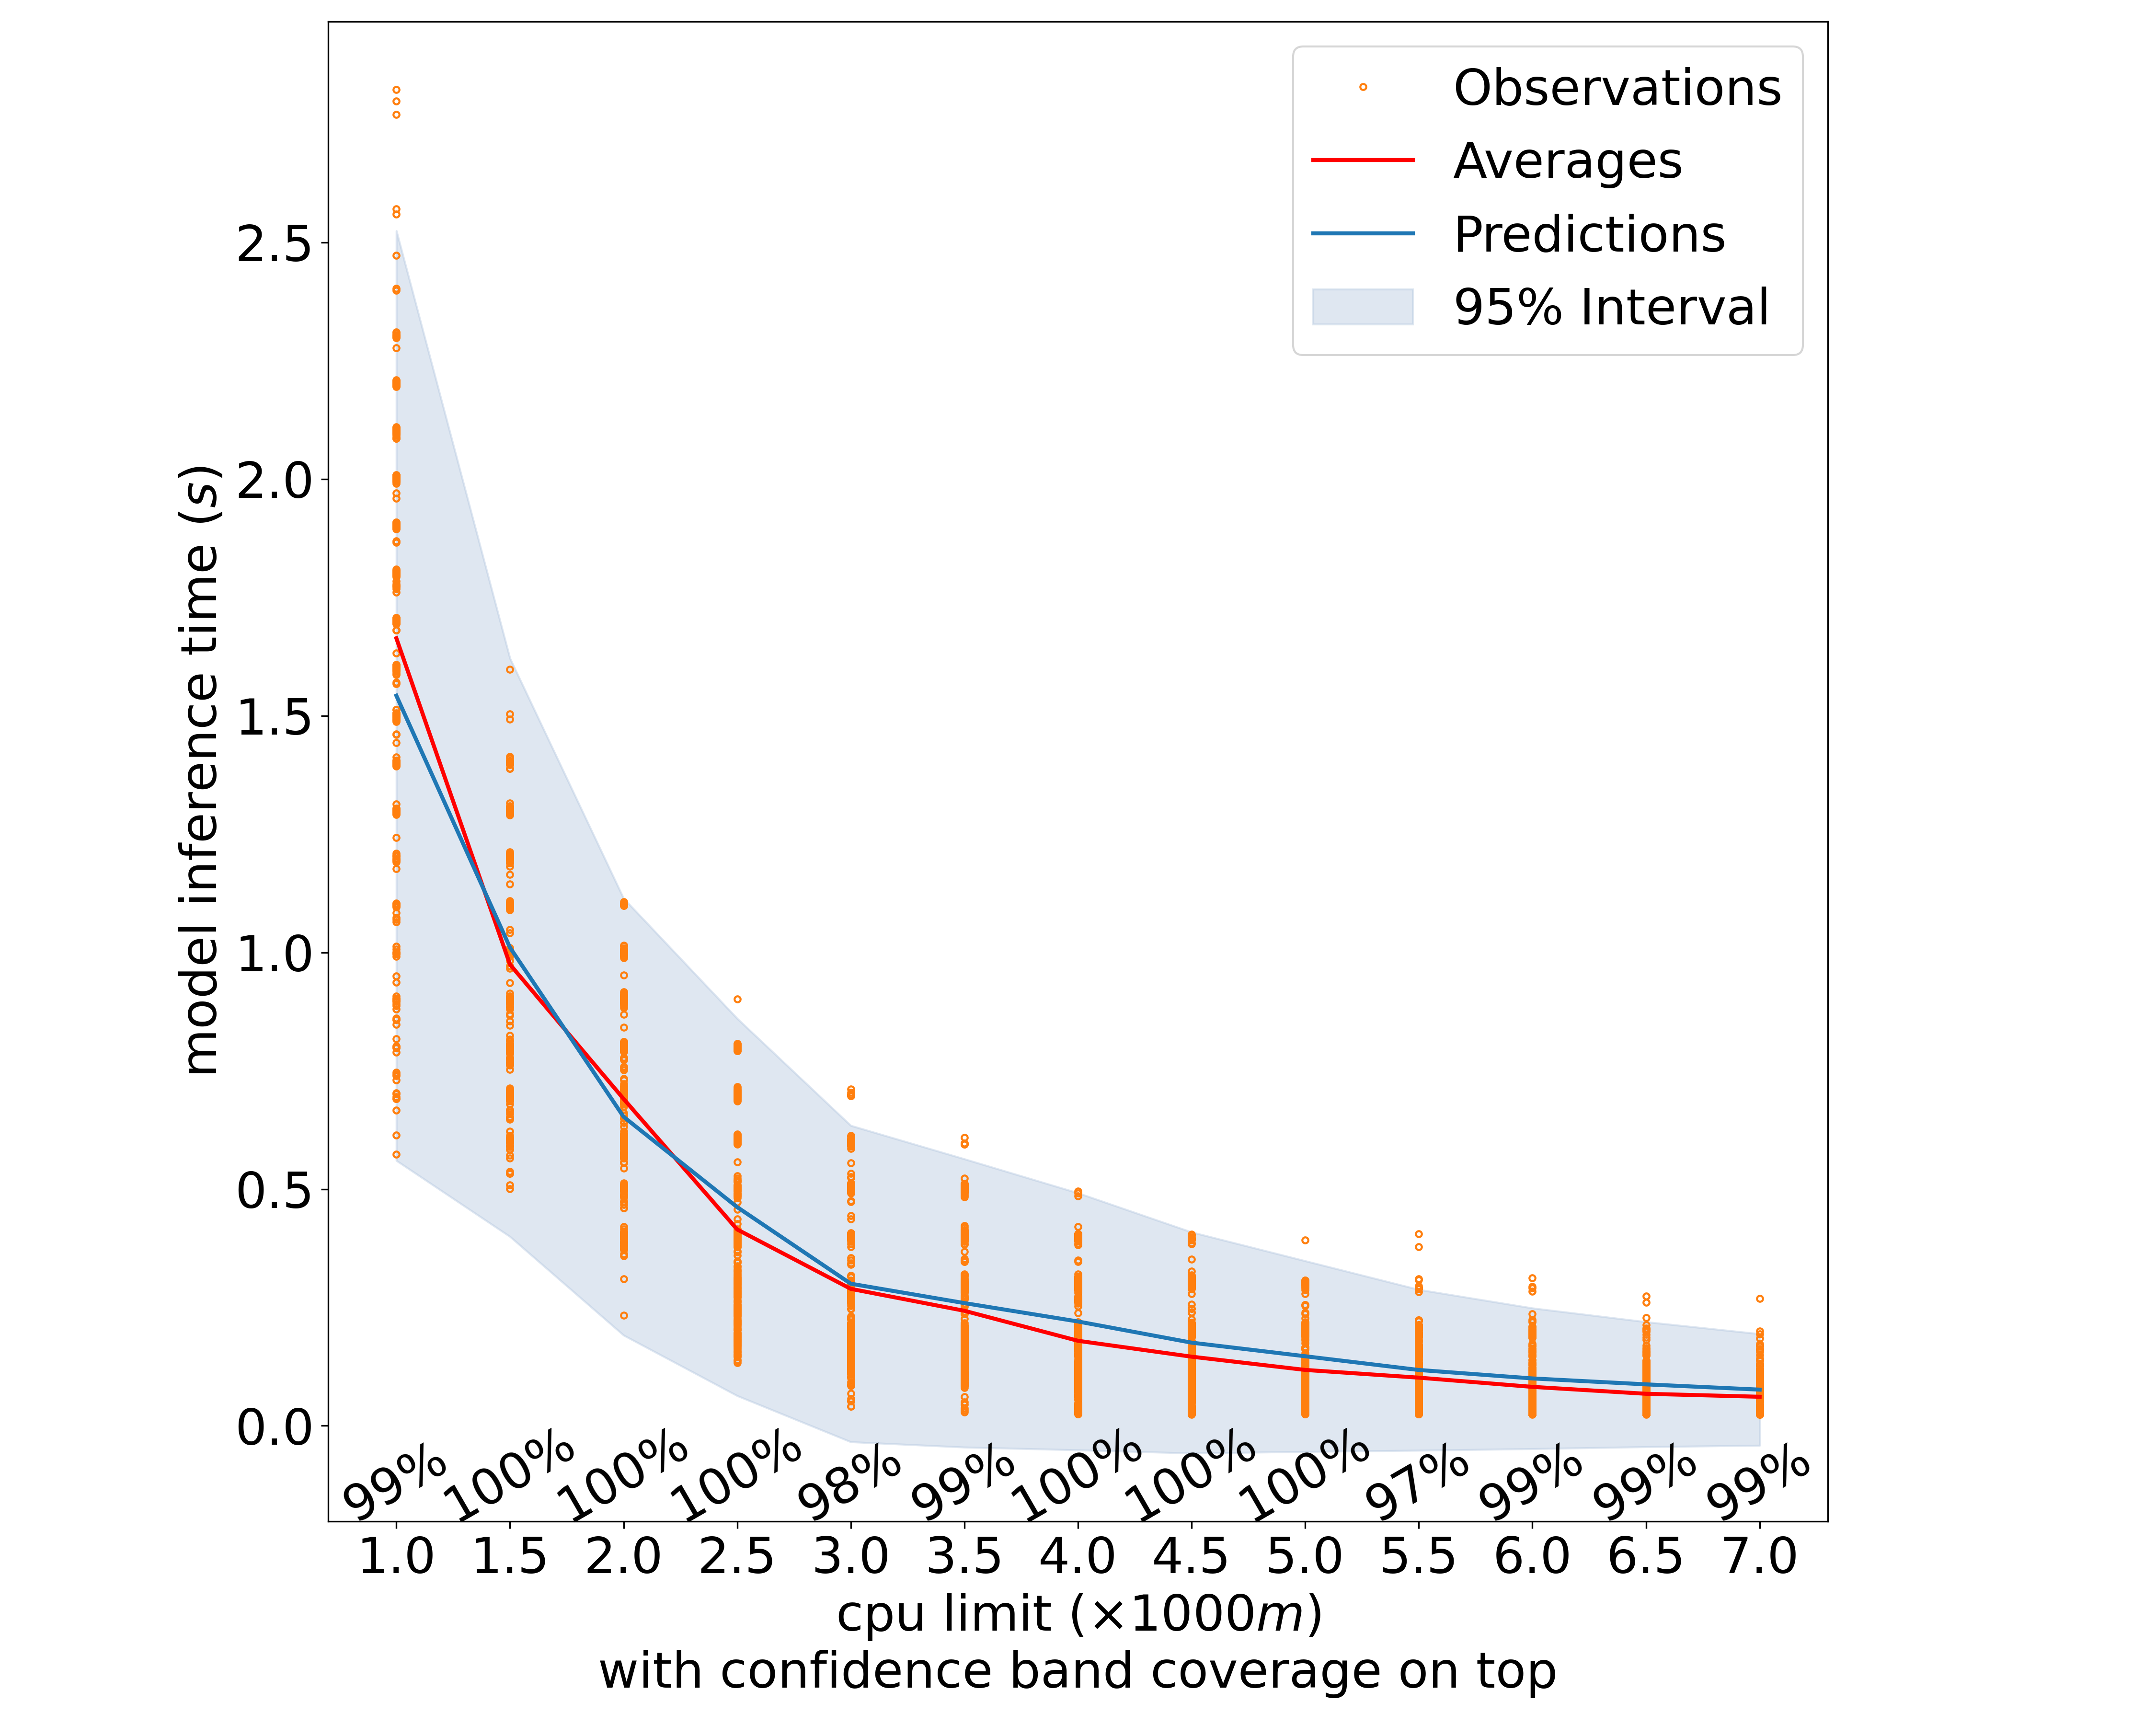 Observations
Averages
Predictions
95% Interval
model inference time (s)
2.5
2.0
1.5
1.0
0.5
0.0
99% 100% 100% 100% 98% 99% 100% 100% 100% 97% 99% 99% 99%
1.0 1.5 2.0 2.5 3.0 3.5 4.0 4.5 5.0 5.5 6.0 6.5 7.0
cpu limit (×1000m)
with confidence band coverage on top